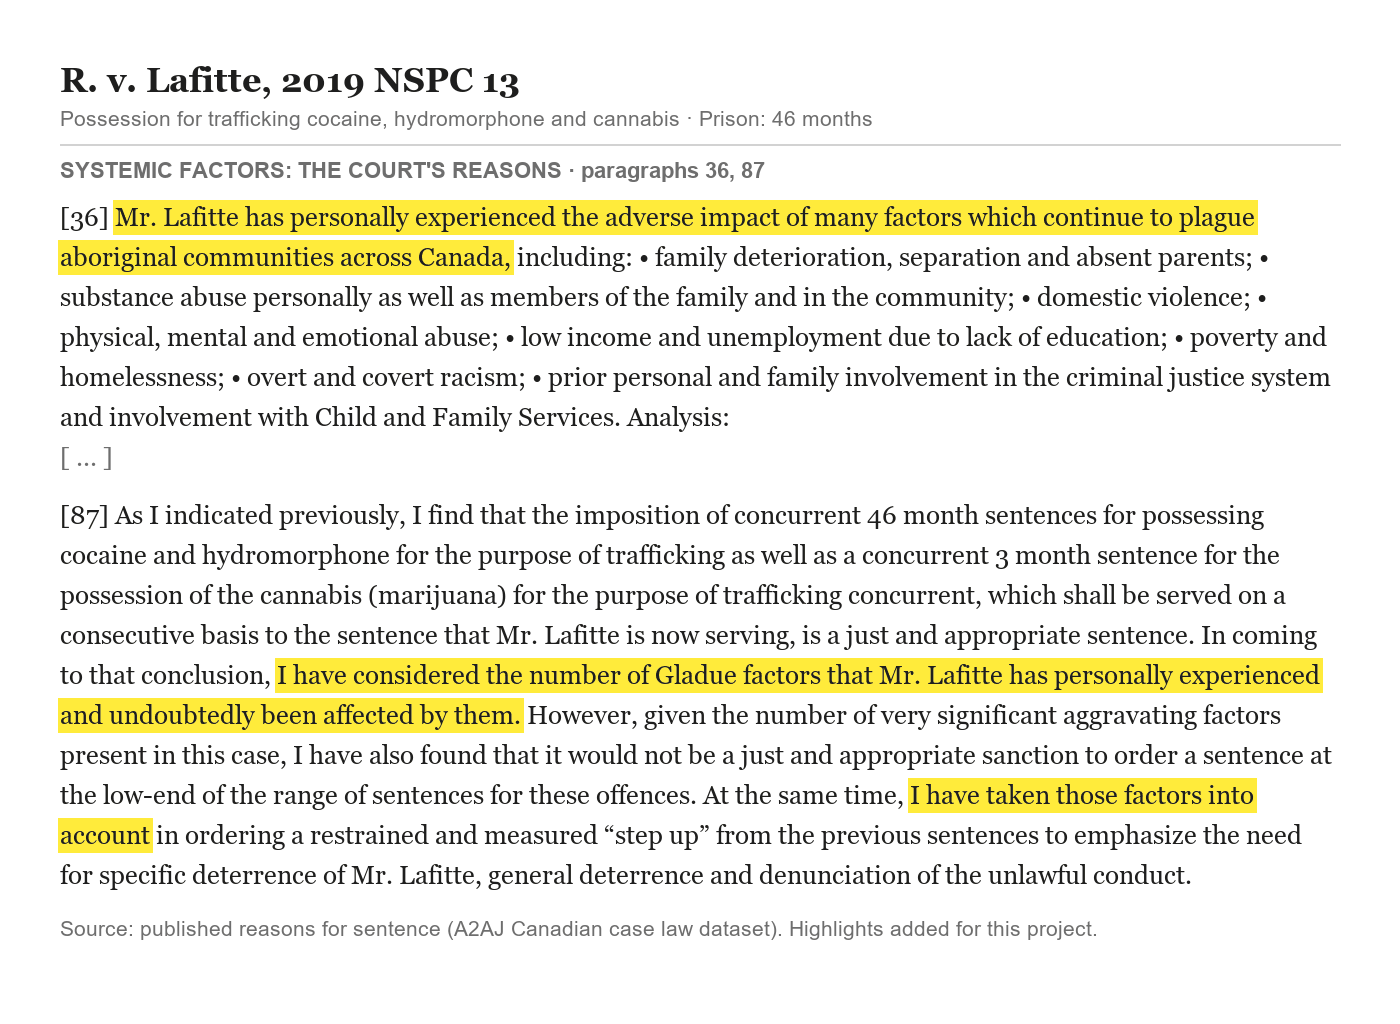 R. v. Lafitte, 2019 NSPC 13
Possession for trafficking cocaine, hydromorphone and cannabis · Prison: 46 months
SYSTEMIC FACTORS: THE COURT'S REASONS · paragraphs 36, 87
[36] Mr. Lafitte has personally experienced the adverse impact of many factors which continue to plague
aboriginal communities across Canada, including: • family deterioration, separation and absent parents; •
substance abuse personally as well as members of the family and in the community; • domestic violence; •
physical, mental and emotional abuse; • low income and unemployment due to lack of education; • poverty and
homelessness; • overt and covert racism; • prior personal and family involvement in the criminal justice system
and involvement with Child and Family Services. Analysis:
[ ... ]
[87] As I indicated previously, I find that the imposition of concurrent 46 month sentences for possessing
cocaine and hydromorphone for the purpose of trafficking as well as a concurrent 3 month sentence for the
possession of the cannabis (marijuana) for the purpose of trafficking concurrent, which shall be served on a
consecutive basis to the sentence that Mr. Lafitte is now serving, is a just and appropriate sentence. In coming
to that conclusion, I have considered the number of Gladue factors that Mr. Lafitte has personally experienced
and undoubtedly been affected by them. However, given the number of very significant aggravating factors
present in this case, I have also found that it would not be a just and appropriate sanction to order a sentence at
the low-end of the range of sentences for these offences. At the same time, I have taken those factors into
account in ordering a restrained and measured “step up” from the previous sentences to emphasize the need
for specific deterrence of Mr. Lafitte, general deterrence and denunciation of the unlawful conduct.
Source: published reasons for sentence (A2AJ Canadian case law dataset). Highlights added for this project.